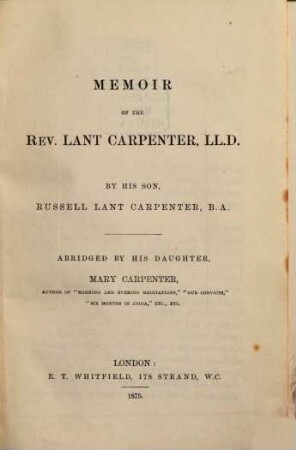 MEMOIR
OF THE
REV. LANT CARPENTER, LL.D.
BY HIS SON,
RUSSELL LANT CARPENTER, B.A.
ABRIDGED BY HIS DAUGHTER,
MARY CARPENTER,
AUTHOR OF "MORNING AND EVENING MEDITATIONS," "OUR CONVICTS,"
"SIX MONTHS IN INDIA," ETC., ETC.
LONDON:
E. T. WHITFIELD, 178 STRAND, W.C.
1875.